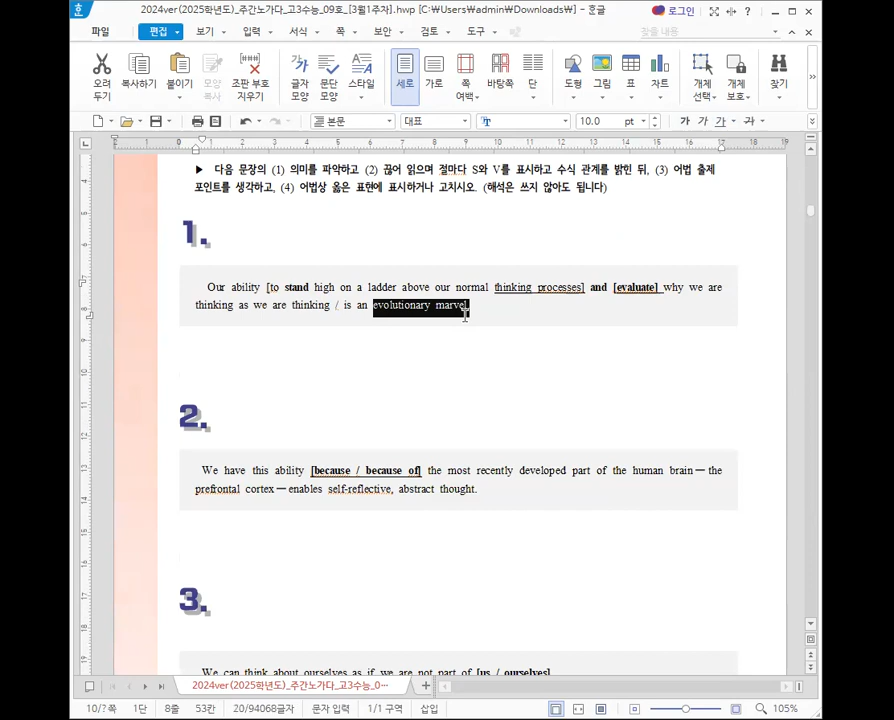 2024ver(2025학년도)_주간노가다_고3수능_09호_[3월1주차].hwp [C:₩Users₩admin₩Downloads₩] - 훈글
로그인
파일 편집 보기 입력 서식 쪽 보안 검토 도구 찾을 내용
오려 두기 복사하기 붙이기 모양 복사 조판 부호 지우기 글자 모양 문단 모양 스타일 세로 가로 쪽 여백 바탕쪽 단 도형 그림 표 차트 개체 선택 개체 보호 찾기
본문 대표 10.0 pt 가 가 가 가
▶ 다음 문장의 (1) 의미를 파악하고 (2) 끊어 읽으며 절마다 S와 V를 표시하고 수식 관계를 밝힌 뒤, (3) 어법 출제
포인트를 생각하고, (4) 어법상 옳은 표현에 표시하거나 고치시오. (해석은 쓰지 않아도 됩니다)
1.
Our ability [to stand high on a ladder above our normal thinking processes] and [evaluate] why we are
thinking as we are thinking / is an evolutionary marvel.
2.
We have this ability [because / because of] the most recently developed part of the human brain—the
prefrontal cortex—enables self-reflective, abstract thought.
3.
We can think about ourselves as if we are not part of [us / ourselves].
2024ver(2025학년도)_주간노가다_고3수능_0···
10/?쪽 1단 8줄 53칸 20/94068글자 문자 입력 1/1 구역 삽입 105%